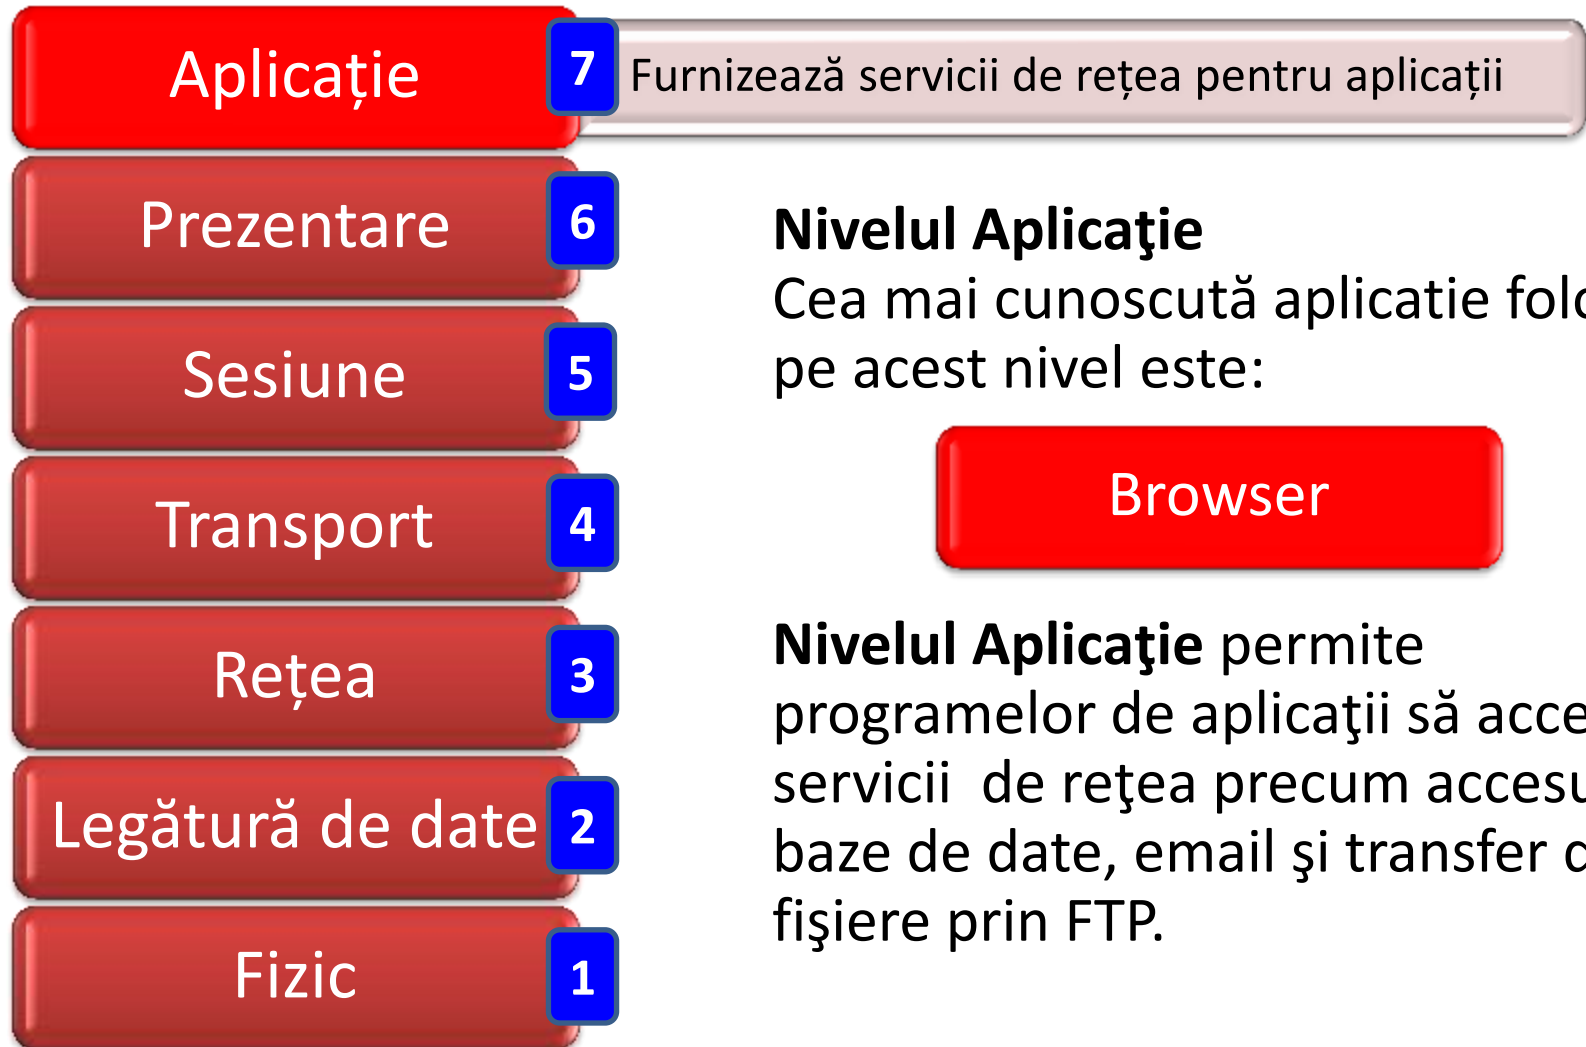 Aplicație
7
Furnizează servicii de rețea pentru aplicații
Prezentare
6
Sesiune
5
Transport
4
Rețea
3
Legătură de date
2
Fizic
1
Nivelul Aplicaţie
Cea mai cunoscută aplicatie
pe acest nivel este:
Browser
Nivelul Aplicaţie permite
programelor de aplicaţii să
servicii de reţea precum
baze de date, email şi transfer
fişiere prin FTP.